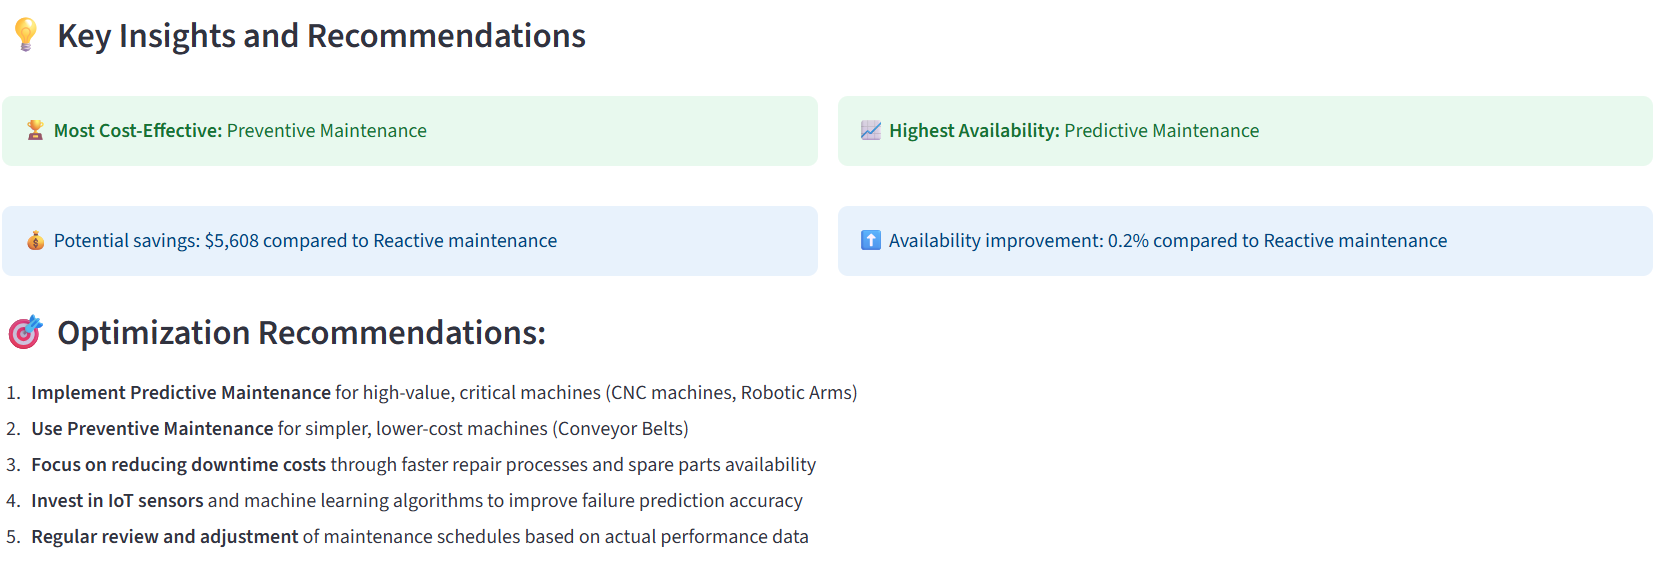 Key Insights and Recommendations
Most Cost-Effective: Preventive Maintenance
Highest Availability: Predictive Maintenance
Potential savings: $5,608 compared to Reactive maintenance
Availability improvement: 0.2% compared to Reactive maintenance
Optimization Recommendations:
1. Implement Predictive Maintenance for high-value, critical machines (CNC machines, Robotic Arms)
2. Use Preventive Maintenance for simpler, lower-cost machines (Conveyor Belts)
3. Focus on reducing downtime costs through faster repair processes and spare parts availability
4. Invest in IoT sensors and machine learning algorithms to improve failure prediction accuracy
5. Regular review and adjustment of maintenance schedules based on actual performance data